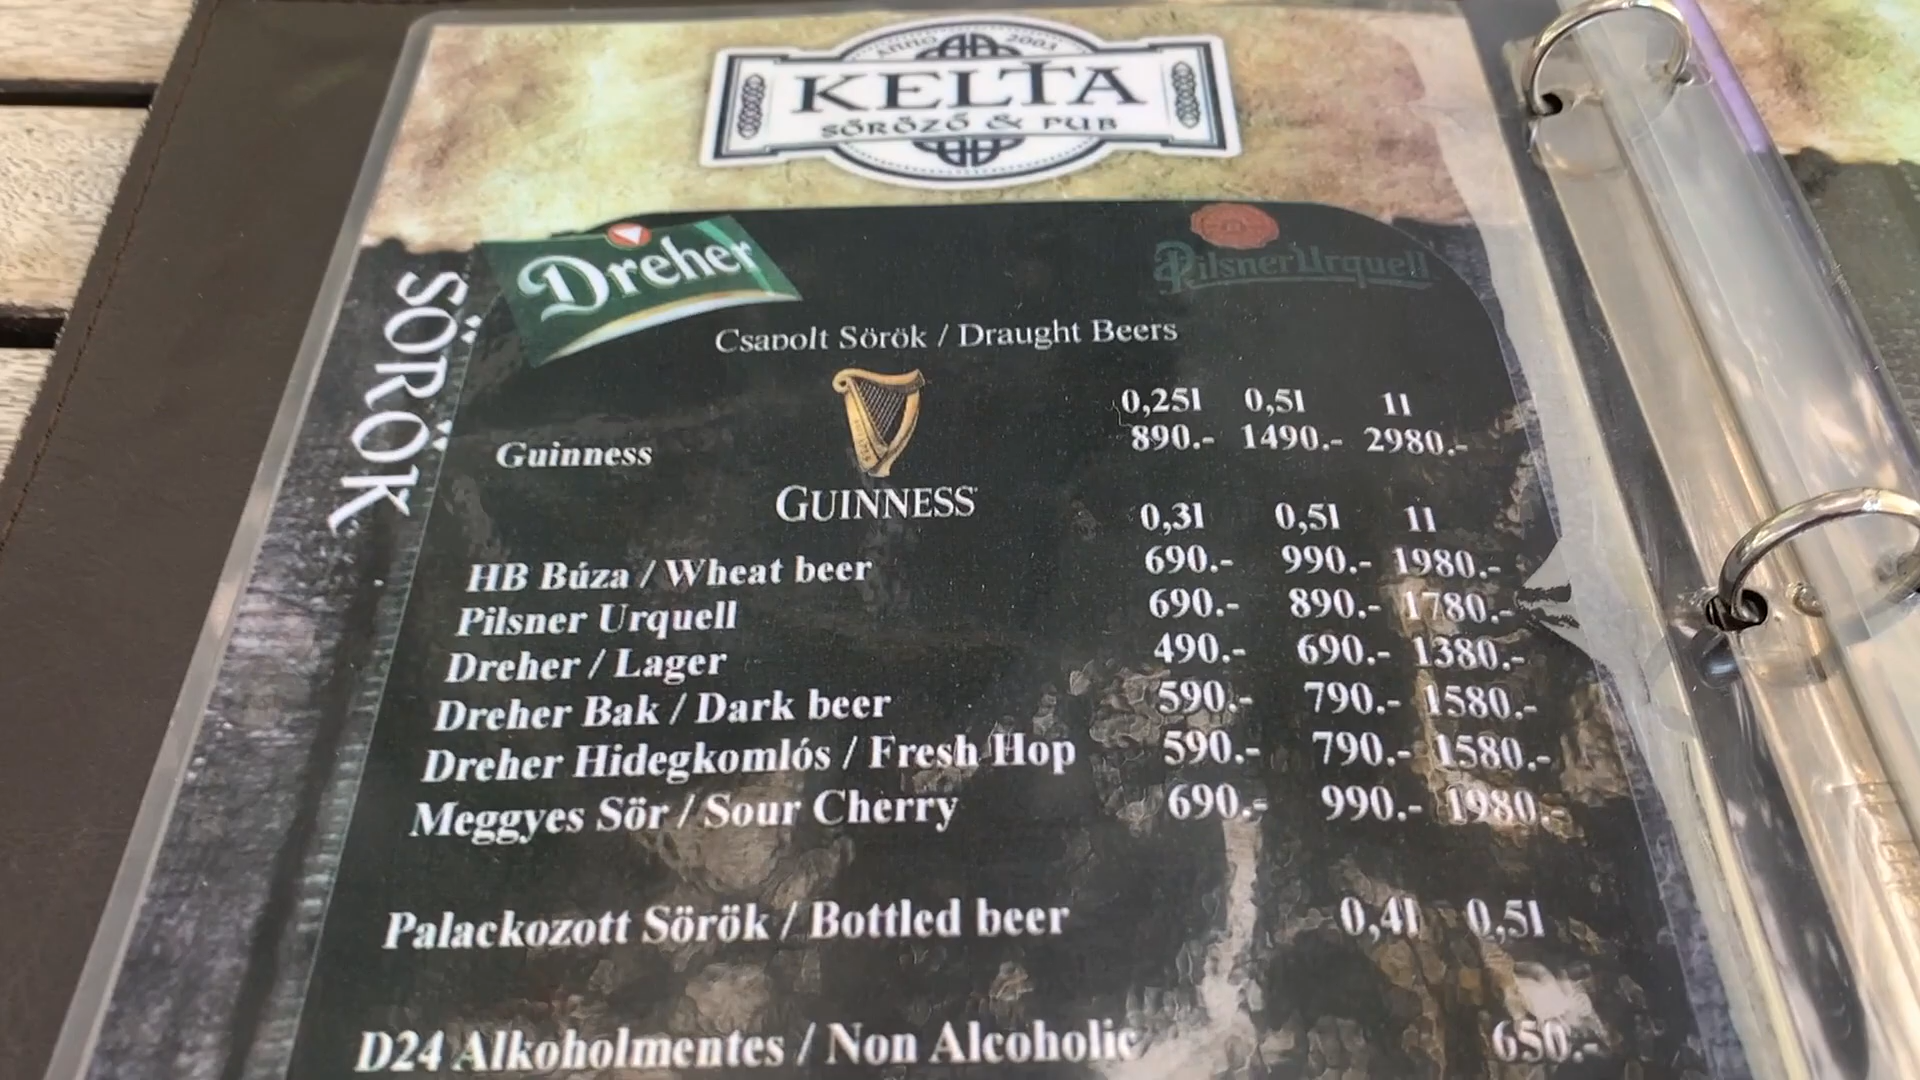 ANNO 2003
KELTA
SÖRÖZŐ & PUB
Dreher
Pilsner Urquell
SÖRÖK
Csapolt Sörök / Draught Beers
0,25l 0,5l 1l
Guinness 890.- 1490.- 2980.-
GUINNESS
0,3l 0,5l 1l
HB Búza / Wheat beer 690.- 990.- 1980.-
Pilsner Urquell 690.- 890.- 1780.-
Dreher / Lager 490.- 690.- 1380.-
Dreher Bak / Dark beer 590.- 790.- 1580.-
Dreher Hidegkomlós / Fresh Hop 590.- 790.- 1580.-
Meggyes Sör / Sour Cherry 690.- 990.- 1980.-
Palackozott Sörök / Bottled beer 0,4l 0,5l
D24 Alkoholmentes / Non Alcoholic 650.-